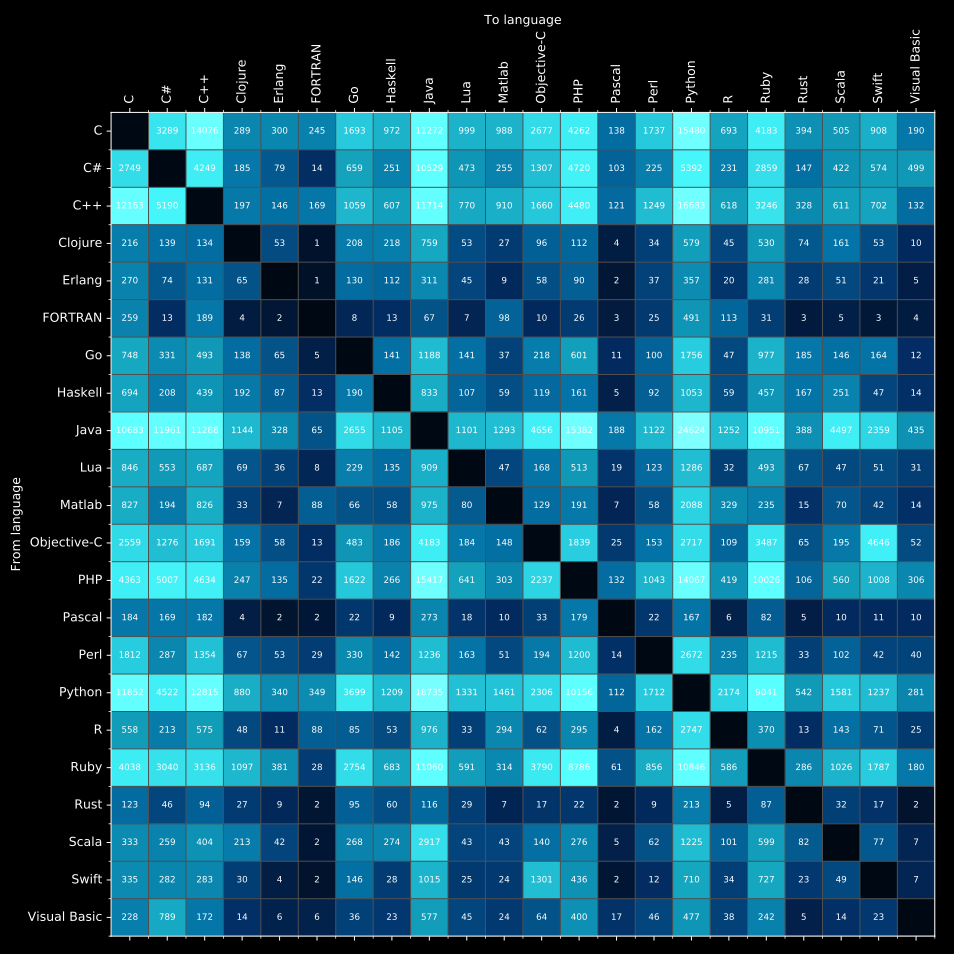 To language
C C# C++ Clojure Erlang FORTRAN Go Haskell Java Lua Matlab Objective-C PHP Pascal Perl Python R Ruby Rust Scala Swift Visual Basic
From language
C 3289 14076 289 300 245 1693 972 11272 999 988 2677 4262 138 1737 15480 693 4183 394 505 908 190
C# 2749 4249 185 79 14 659 251 10529 473 255 1307 4720 103 225 5392 231 2859 147 422 574 499
C++ 12163 5190 197 146 169 1059 607 11714 770 910 1660 4480 121 1249 618 3246 328 611 702 132
Clojure 216 139 134 53 1 208 218 759 53 27 96 112 4 34 579 45 530 74 161 53 10
Erlang 270 74 131 65 1 130 112 311 45 9 58 90 2 37 357 20 281 28 51 21 5
FORTRAN 259 13 189 4 2 8 13 67 7 98 10 26 3 25 491 113 31 3 5 3 4
Go 748 331 493 138 65 5 141 1188 141 37 218 601 11 100 1756 47 977 185 146 164 12
Haskell 694 208 439 192 87 13 190 833 107 59 119 161 5 92 1053 59 457 167 251 47 14
Java 10683 11961 11288 1144 328 65 2655 1105 1101 1293 4656 15382 188 1122 24624 1252 10951 388 4497 2359 435
Lua 846 553 687 69 36 8 229 135 909 47 168 513 19 123 1286 32 493 67 47 51 31
Matlab 827 194 826 33 7 88 66 58 975 80 129 191 7 58 2088 329 235 15 70 42 14
Objective-C 2559 1276 1691 159 58 13 483 186 4183 184 148 1839 25 153 2717 109 3487 65 195 4646 52
PHP 4363 5007 4634 247 135 22 1622 266 15417 641 303 2237 132 1043 14067 419 10026 106 560 1008 306
Pascal 184 169 182 4 2 2 22 9 273 18 10 33 179 22 167 6 82 5 10 11 10
Perl 1812 287 1354 67 53 29 330 142 1236 163 51 194 1200 14 2672 235 1215 33 102 42 40
Python 11652 4522 12815 880 340 349 3699 1209 18735 1331 1461 2306 10156 112 1712 2174 9041 542 1581 1237 281
R 558 213 575 48 11 88 85 53 976 33 294 62 295 4 162 2747 370 13 143 71 25
Ruby 4038 3040 3136 1097 381 28 2754 683 11060 591 314 3790 8786 61 856 10846 586 286 1026 1787 180
Rust 123 46 94 27 9 2 95 60 116 29 7 17 22 2 9 213 5 87 32 17 2
Scala 333 259 404 213 42 2 268 274 2917 43 43 140 276 5 62 1225 101 599 82 77 7
Swift 335 282 283 30 4 2 146 28 1015 25 24 1301 436 2 12 710 34 727 23 49 7
Visual Basic 228 789 172 14 6 6 36 23 577 45 24 64 400 17 46 477 38 242 5 14 23